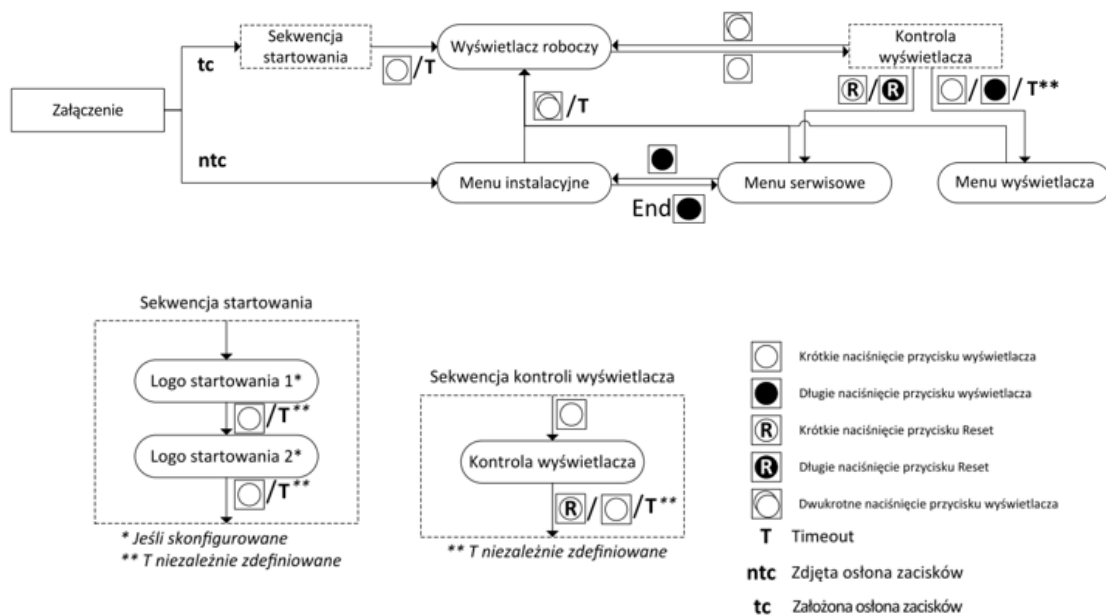 Sekwencja
startowania
Wyświetlacz roboczy
Kontrola
wyświetlacza
tc
/T
R / R
/ / T**
Załączenie
/T
ntc
Menu instalacyjne
Menu serwisowe
Menu wyświetlacza
End
Sekwencja startowania
Logo startowania 1*
/T**
Logo startowania 2*
/T**
* Jeśli skonfigurowane
** T niezależnie zdefiniowane
Sekwencja kontroli wyświetlacza
Kontrola wyświetlacza
R / /T**
** T niezależnie zdefiniowane
Krótkie naciśnięcie przycisku wyświetlacza
Długie naciśnięcie przycisku wyświetlacza
R Krótkie naciśnięcie przycisku Reset
R Długie naciśnięcie przycisku Reset
Dwukrotne naciśnięcie przycisku wyświetlacza
T Timeout
ntc Zdjęta osłona zacisków
tc Założona osłona zacisków